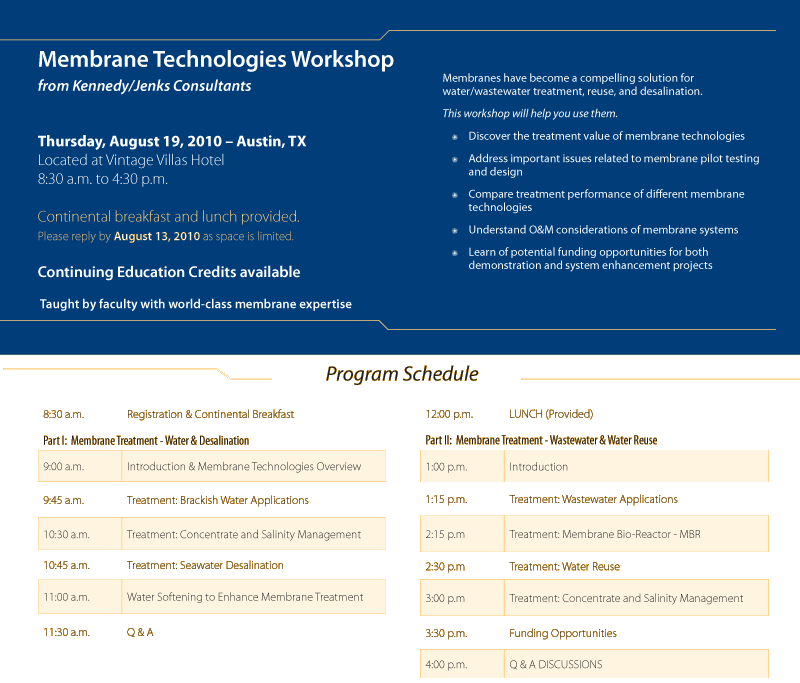 Membrane Technologies Workshop
from Kennedy/Jenks Consultants
Thursday, August 19, 2010 – Austin, TX
Located at Vintage Villas Hotel
8:30 a.m. to 4:30 p.m.
Continental breakfast and lunch provided.
Please reply by August 13, 2010 as space is limited.
Continuing Education Credits available
Taught by faculty with world-class membrane expertise
Membranes have become a compelling solution for
water/wastewater treatment, reuse, and desalination.
This workshop will help you use them.
Discover the treatment value of membrane technologies
Address important issues related to membrane pilot testing
and design
Compare treatment performance of different membrane
technologies
Understand O&M considerations of membrane systems
Learn of potential funding opportunities for both
demonstration and system enhancement projects
Program Schedule
8:30 a.m. Registration & Continental Breakfast
Part I: Membrane Treatment - Water & Desalination
9:00 a.m. Introduction & Membrane Technologies Overview
9:45 a.m. Treatment: Brackish Water Applications
10:30 a.m. Treatment: Concentrate and Salinity Management
10:45 a.m. Treatment: Seawater Desalination
11:00 a.m. Water Softening to Enhance Membrane Treatment
11:30 a.m. Q & A
12:00 p.m. LUNCH (Provided)
Part II: Membrane Treatment - Wastewater & Water Reuse
1:00 p.m. Introduction
1:15 p.m. Treatment: Wastewater Applications
2:15 p.m Treatment: Membrane Bio-Reactor - MBR
2:30 p.m Treatment: Water Reuse
3:00 p.m Treatment: Concentrate and Salinity Management
3:30 p.m. Funding Opportunities
4:00 p.m. Q & A DISCUSSIONS